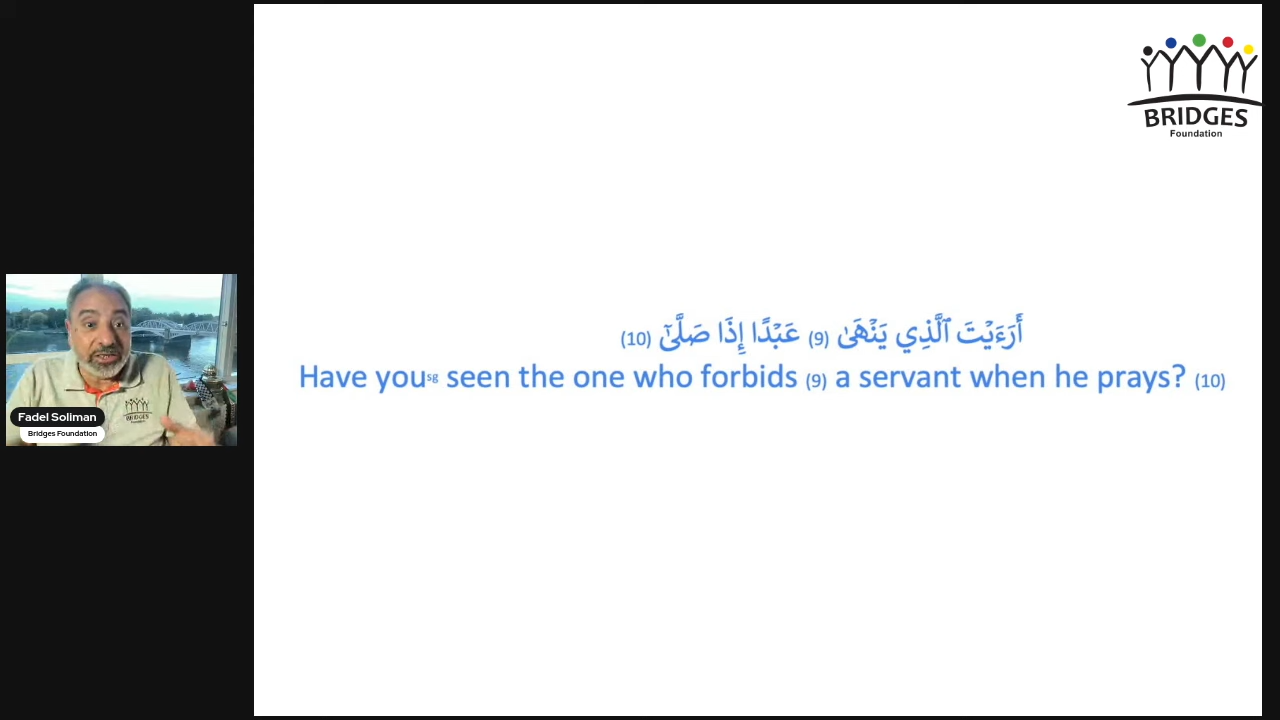 BRIDGES
Foundation
أَرَءَيْتَ ٱلَّذِي يَنْهَىٰ (9) عَبْدًا إِذَا صَلَّىٰٓ (10)
Have yousg seen the one who forbids (9) a servant when he prays? (10)
Fadel Soliman
Bridges Foundation
BRIDGES